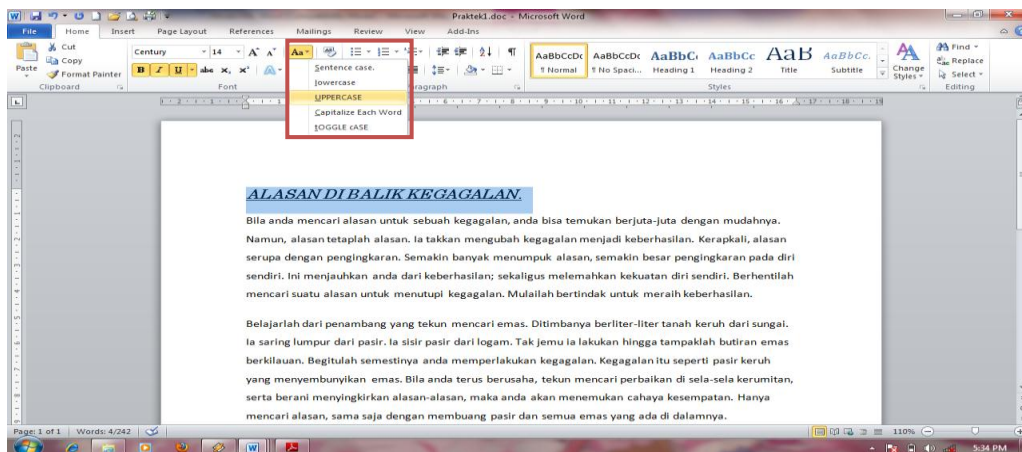 Praktek1.doc - Microsoft Word
File Home Insert Page Layout References Mailings Review View Add-Ins
Paste Cut Copy Format Painter
Century 14 A A Aa
B I U abc x, x²
AaBbCcDc AaBbCcDc AaBbC AaBbCc AaB AaBbCc.
¶ Normal ¶ No Spaci... Heading 1 Heading 2 Title Subtitle
Change Styles
Find Replace Select
Clipboard Font Paragraph Styles Editing
Sentence case.
lowercase
UPPERCASE
Capitalize Each Word
tOGGLE cASE
ALASAN DI BALIK KEGAGALAN.
Bila anda mencari alasan untuk sebuah kegagalan, anda bisa temukan berjuta-juta dengan mudahnya.
Namun, alasan tetaplah alasan. Ia takkan mengubah kegagalan menjadi keberhasilan. Kerapkali, alasan
serupa dengan pengingkaran. Semakin banyak menumpuk alasan, semakin besar pengingkaran pada diri
sendiri. Ini menjauhkan anda dari keberhasilan; sekaligus melemahkan kekuatan diri sendiri. Berhentilah
mencari suatu alasan untuk menutupi kegagalan. Mulailah bertindak untuk meraih keberhasilan.
Belajarlah dari penambang yang tekun mencari emas. Ditimbanya berliter-liter tanah keruh dari sungai.
Ia saring lumpur dari pasir. Ia sisir pasir dari logam. Tak jemu ia lakukan hingga tampaklah butiran emas
berkilauan. Begitulah semestinya anda memperlakukan kegagalan. Kegagalan itu seperti pasir keruh
yang menyembunyikan emas. Bila anda terus berusaha, tekun mencari perbaikan di sela-sela kerumitan,
serta berani menyingkirkan alasan-alasan, maka anda akan menemukan cahaya kesempatan. Hanya
mencari alasan, sama saja dengan membuang pasir dan semua emas yang ada di dalamnya.
Page: 1 of 1 Words: 4/242 110%
5:34 PM